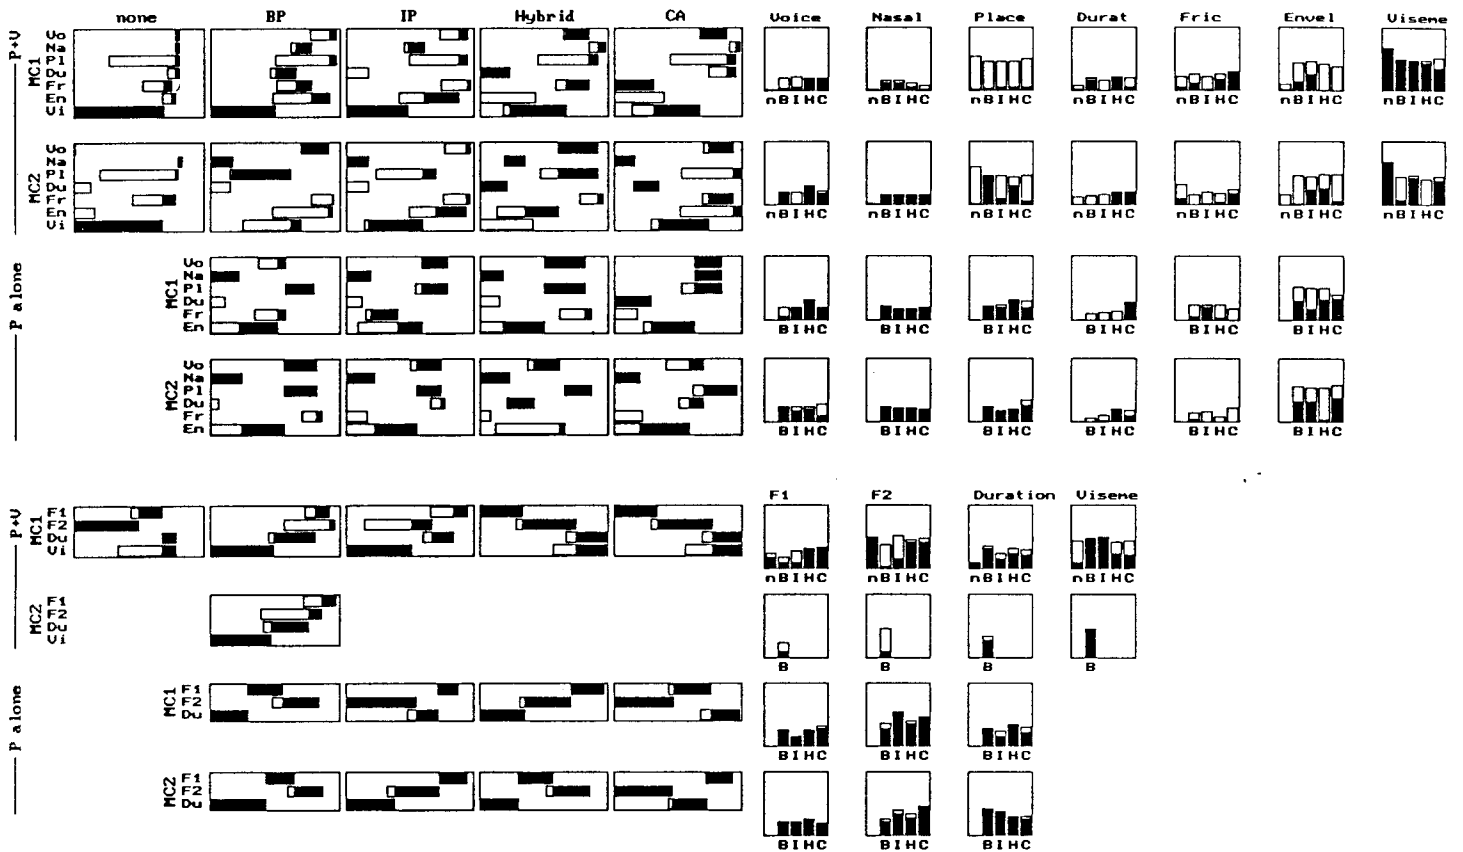 none BP IP Hybrid CA Voice Nasal Place Durat Fric Envel Viseme
P+V
MC1
Vo
Na
Pl
Du
Fr
En
Vi
nBIHC nBIHC nBIHC nBIHC nBIHC nBIHC nBIHC
MC2
Vo
Na
Pl
Du
Fr
En
Vi
nBIHC nBIHC nBIHC nBIHC nBIHC nBIHC nBIHC
P alone
MC1
Vo
Na
Pl
Du
Fr
En
BIHC BIHC BIHC BIHC BIHC BIHC
MC2
Vo
Na
Pl
Du
Fr
En
BIHC BIHC BIHC BIHC BIHC BIHC
F1 F2 Duration Viseme
P+V
MC1
F1
F2
Du
Vi
nBIHC nBIHC nBIHC nBIHC
MC2
F1
F2
Du
Vi
B B B B
P alone
MC1
F1
F2
Du
BIHC BIHC BIHC
MC2
F1
F2
Du
BIHC BIHC BIHC